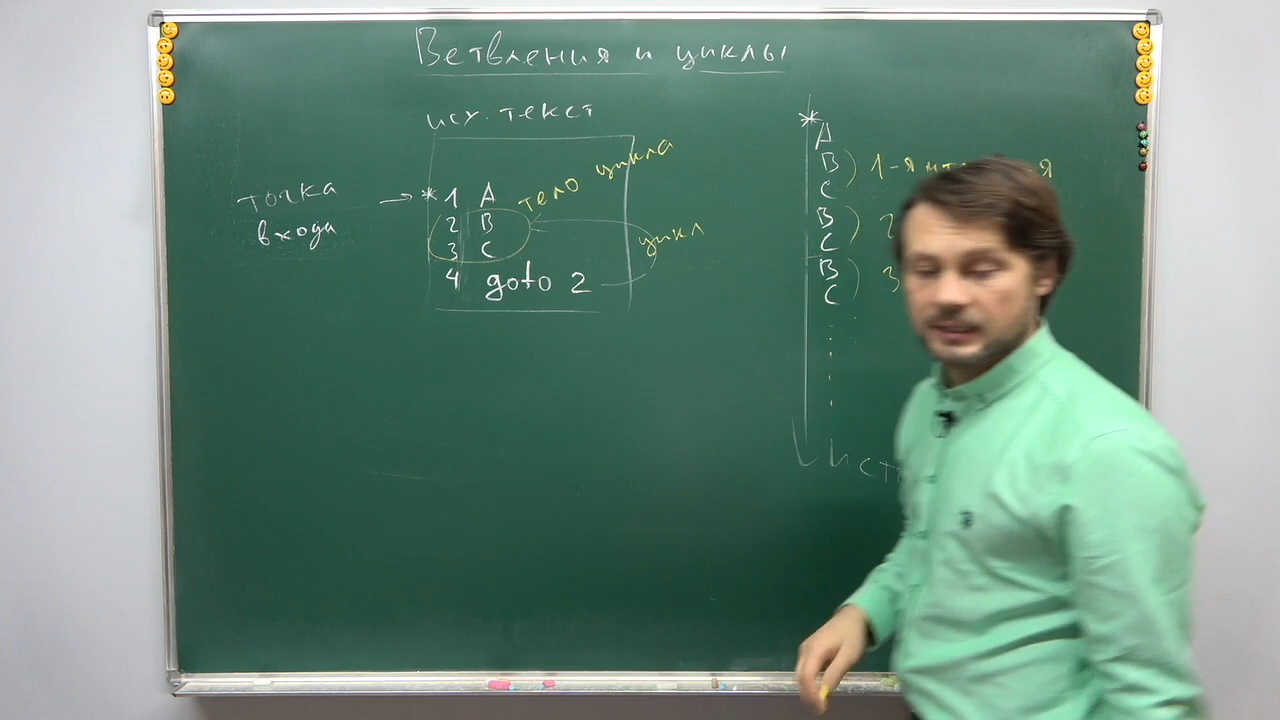 Ветвления и циклы
исх. текст
точка входа
* 1 A
2 B
3 C
4 goto 2
тело цикла
цикл
*
A
B ) 1-я
C
B ) 2
C
B ) 3
C